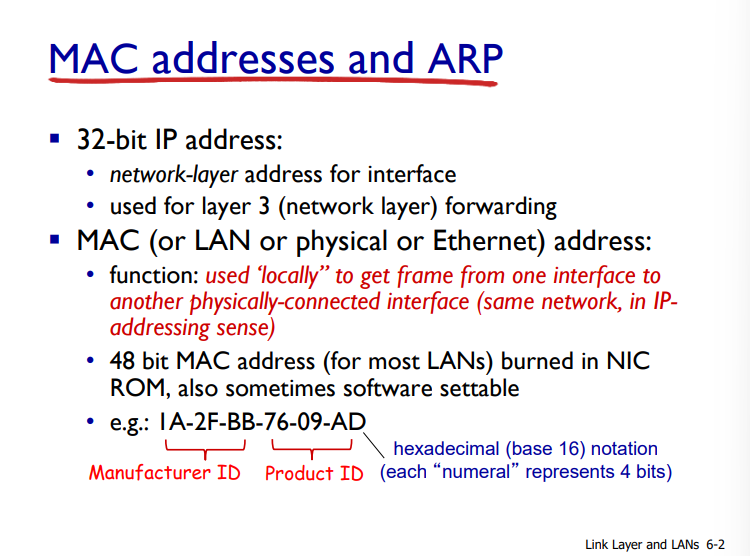 MAC addresses and ARP
▪ 32-bit IP address:
• network-layer address for interface
• used for layer 3 (network layer) forwarding
▪ MAC (or LAN or physical or Ethernet) address:
• function: used ‘locally” to get frame from one interface to
another physically-connected interface (same network, in IP-
addressing sense)
• 48 bit MAC address (for most LANs) burned in NIC
ROM, also sometimes software settable
• e.g.: 1A-2F-BB-76-09-AD
hexadecimal (base 16) notation
(each “numeral” represents 4 bits)
Manufacturer ID
Product ID
Link Layer and LANs 6-2